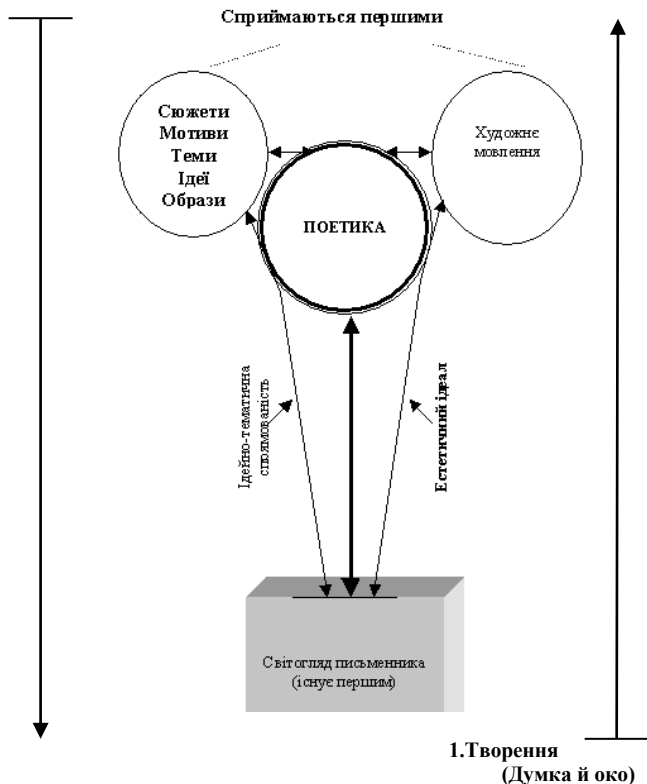 Сприймаються першими
Сюжети
Мотиви
Теми
Ідеї
Образи
Художнє
мовлення
ПОЕТИКА
Ідейно-тематична
спрямованість
Естетичний ідеал
Світогляд письменника
(існує першим)
1.Творення
(Думка й око)